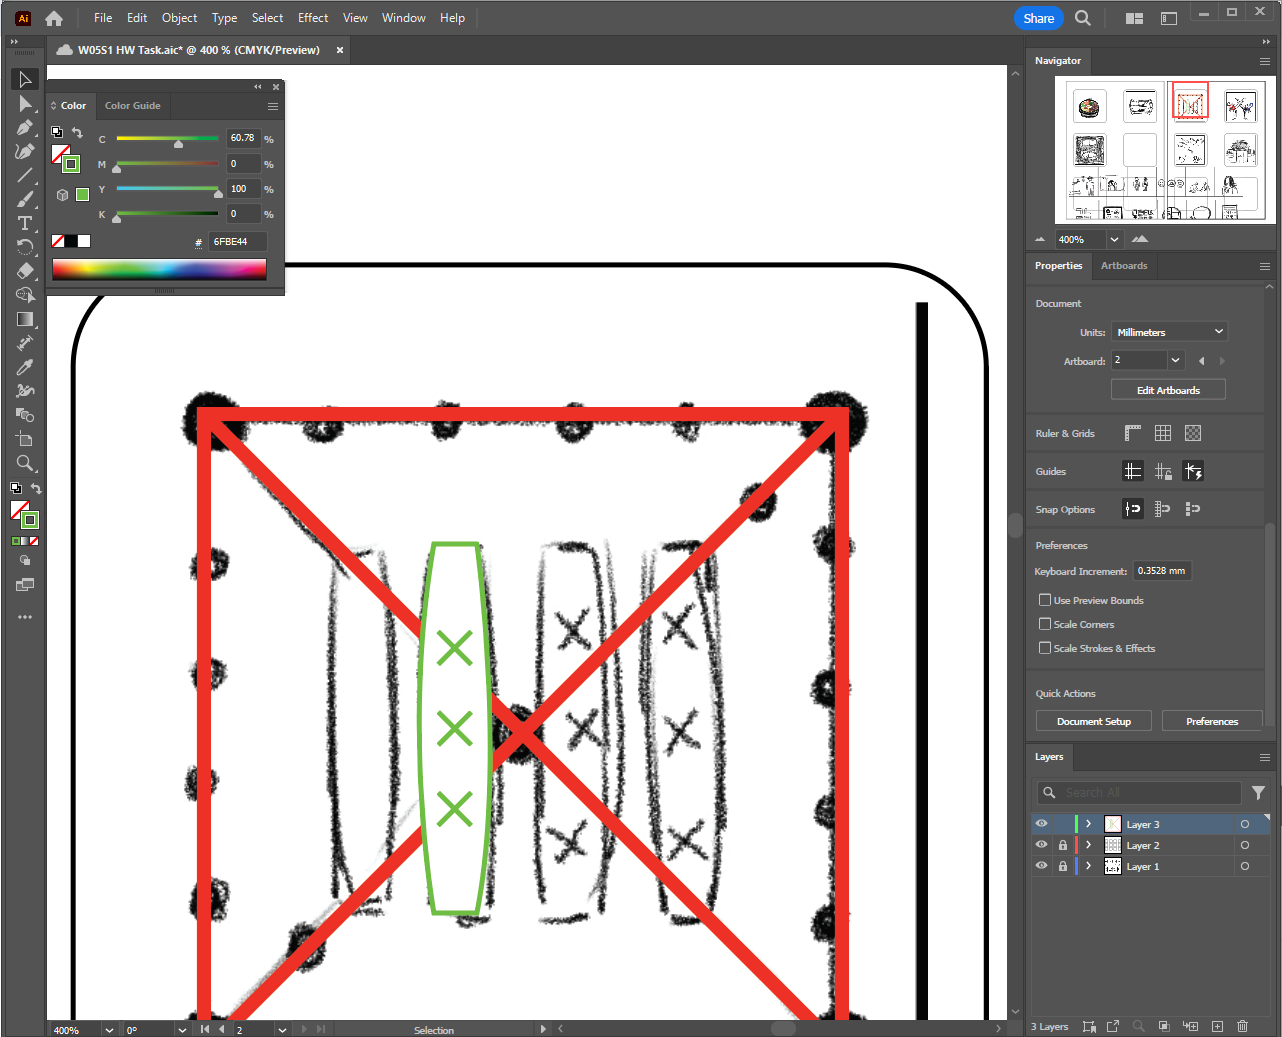 Ai File Edit Object Type Select Effect View Window Help Share
W05S1 HW Task.aic* @ 400 % (CMYK/Preview) ×
Color Color Guide
C 60.78 %
M 0 %
Y 100 %
K 0 %
# 6FBE44
Navigator
400%
Properties Artboards
Document
Units: Millimeters
Artboard: 2
Edit Artboards
Ruler & Grids
Guides
Snap Options
Preferences
Keyboard Increment: 0.3528 mm
Use Preview Bounds
Scale Corners
Scale Strokes & Effects
Quick Actions
Document Setup Preferences
Layers
Search All
Layer 3
Layer 2
Layer 1
3 Layers
400% 0° 2 Selection